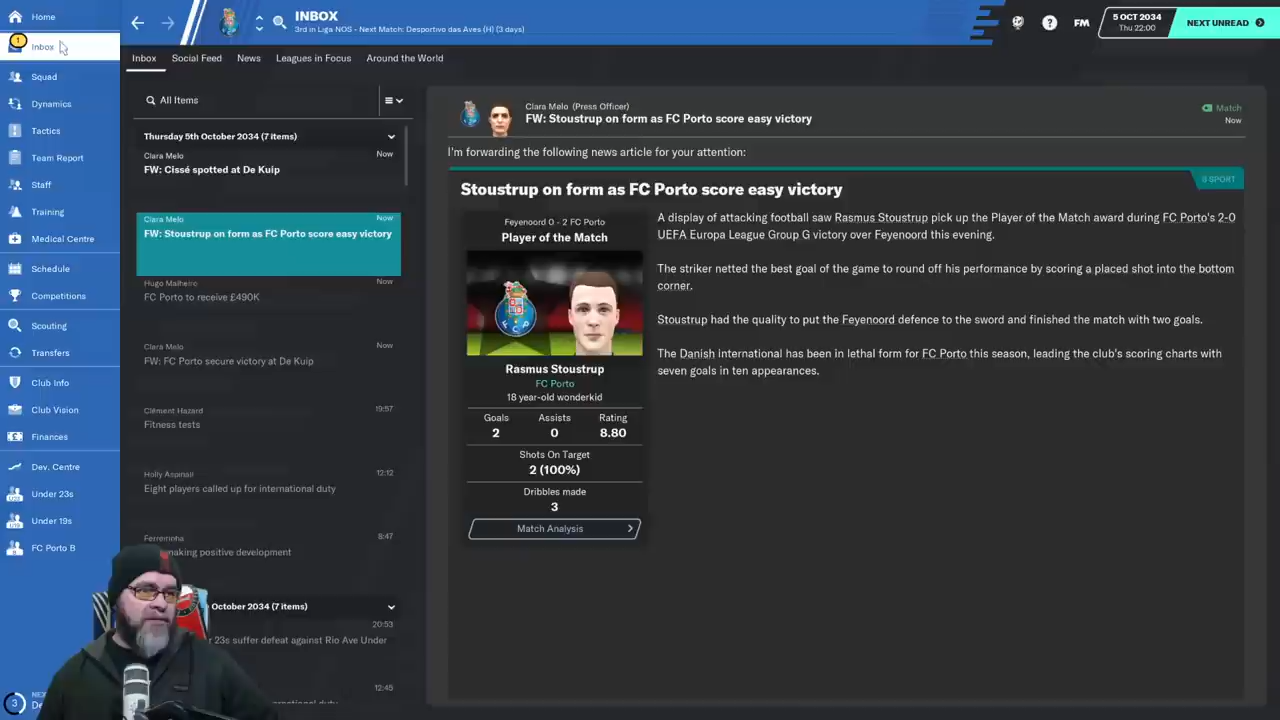 Home
Inbox
1
Squad
Dynamics
Tactics
Team Report
Staff
Training
Medical Centre
Schedule
Competitions
Scouting
Transfers
Club Info
Club Vision
Finances
Dev. Centre
Under 23s
Under 19s
FC Porto B
3
INBOX
3rd in Liga NOS - Next Match: Desportivo das Aves (H) (3 days)
FM
5 OCT 2034
Thu 22:00
NEXT UNREAD
Inbox
Social Feed
News
Leagues in Focus
Around the World
All Items
Thursday 5th October 2034 (7 items)
Clara Melo
Now
FW: Cissé spotted at De Kuip
Clara Melo
Now
FW: Stoustrup on form as FC Porto score easy victory
Hugo Malheiro
Now
FC Porto to receive £490K
Clara Melo
Now
FW: FC Porto secure victory at De Kuip
Clément Hazard
19:57
Fitness tests
Holly Aspinall
12:12
Eight players called up for international duty
Ferreirinha
8:47
making positive development
October 2034 (7 items)
20:53
23s suffer defeat against Rio Ave Under
12:45
Clara Melo (Press Officer)
FW: Stoustrup on form as FC Porto score easy victory
Match
Now
I'm forwarding the following news article for your attention:
Stoustrup on form as FC Porto score easy victory
Feyenoord 0 - 2 FC Porto
Player of the Match
Rasmus Stoustrup
FC Porto
18 year-old wonderkid
Goals Assists Rating
2 0 8.80
Shots On Target
2 (100%)
Dribbles made
3
Match Analysis
A display of attacking football saw Rasmus Stoustrup pick up the Player of the Match award during FC Porto's 2-0
UEFA Europa League Group G victory over Feyenoord this evening.
The striker netted the best goal of the game to round off his performance by scoring a placed shot into the bottom
corner.
Stoustrup had the quality to put the Feyenoord defence to the sword and finished the match with two goals.
The Danish international has been in lethal form for FC Porto this season, leading the club's scoring charts with
seven goals in ten appearances.